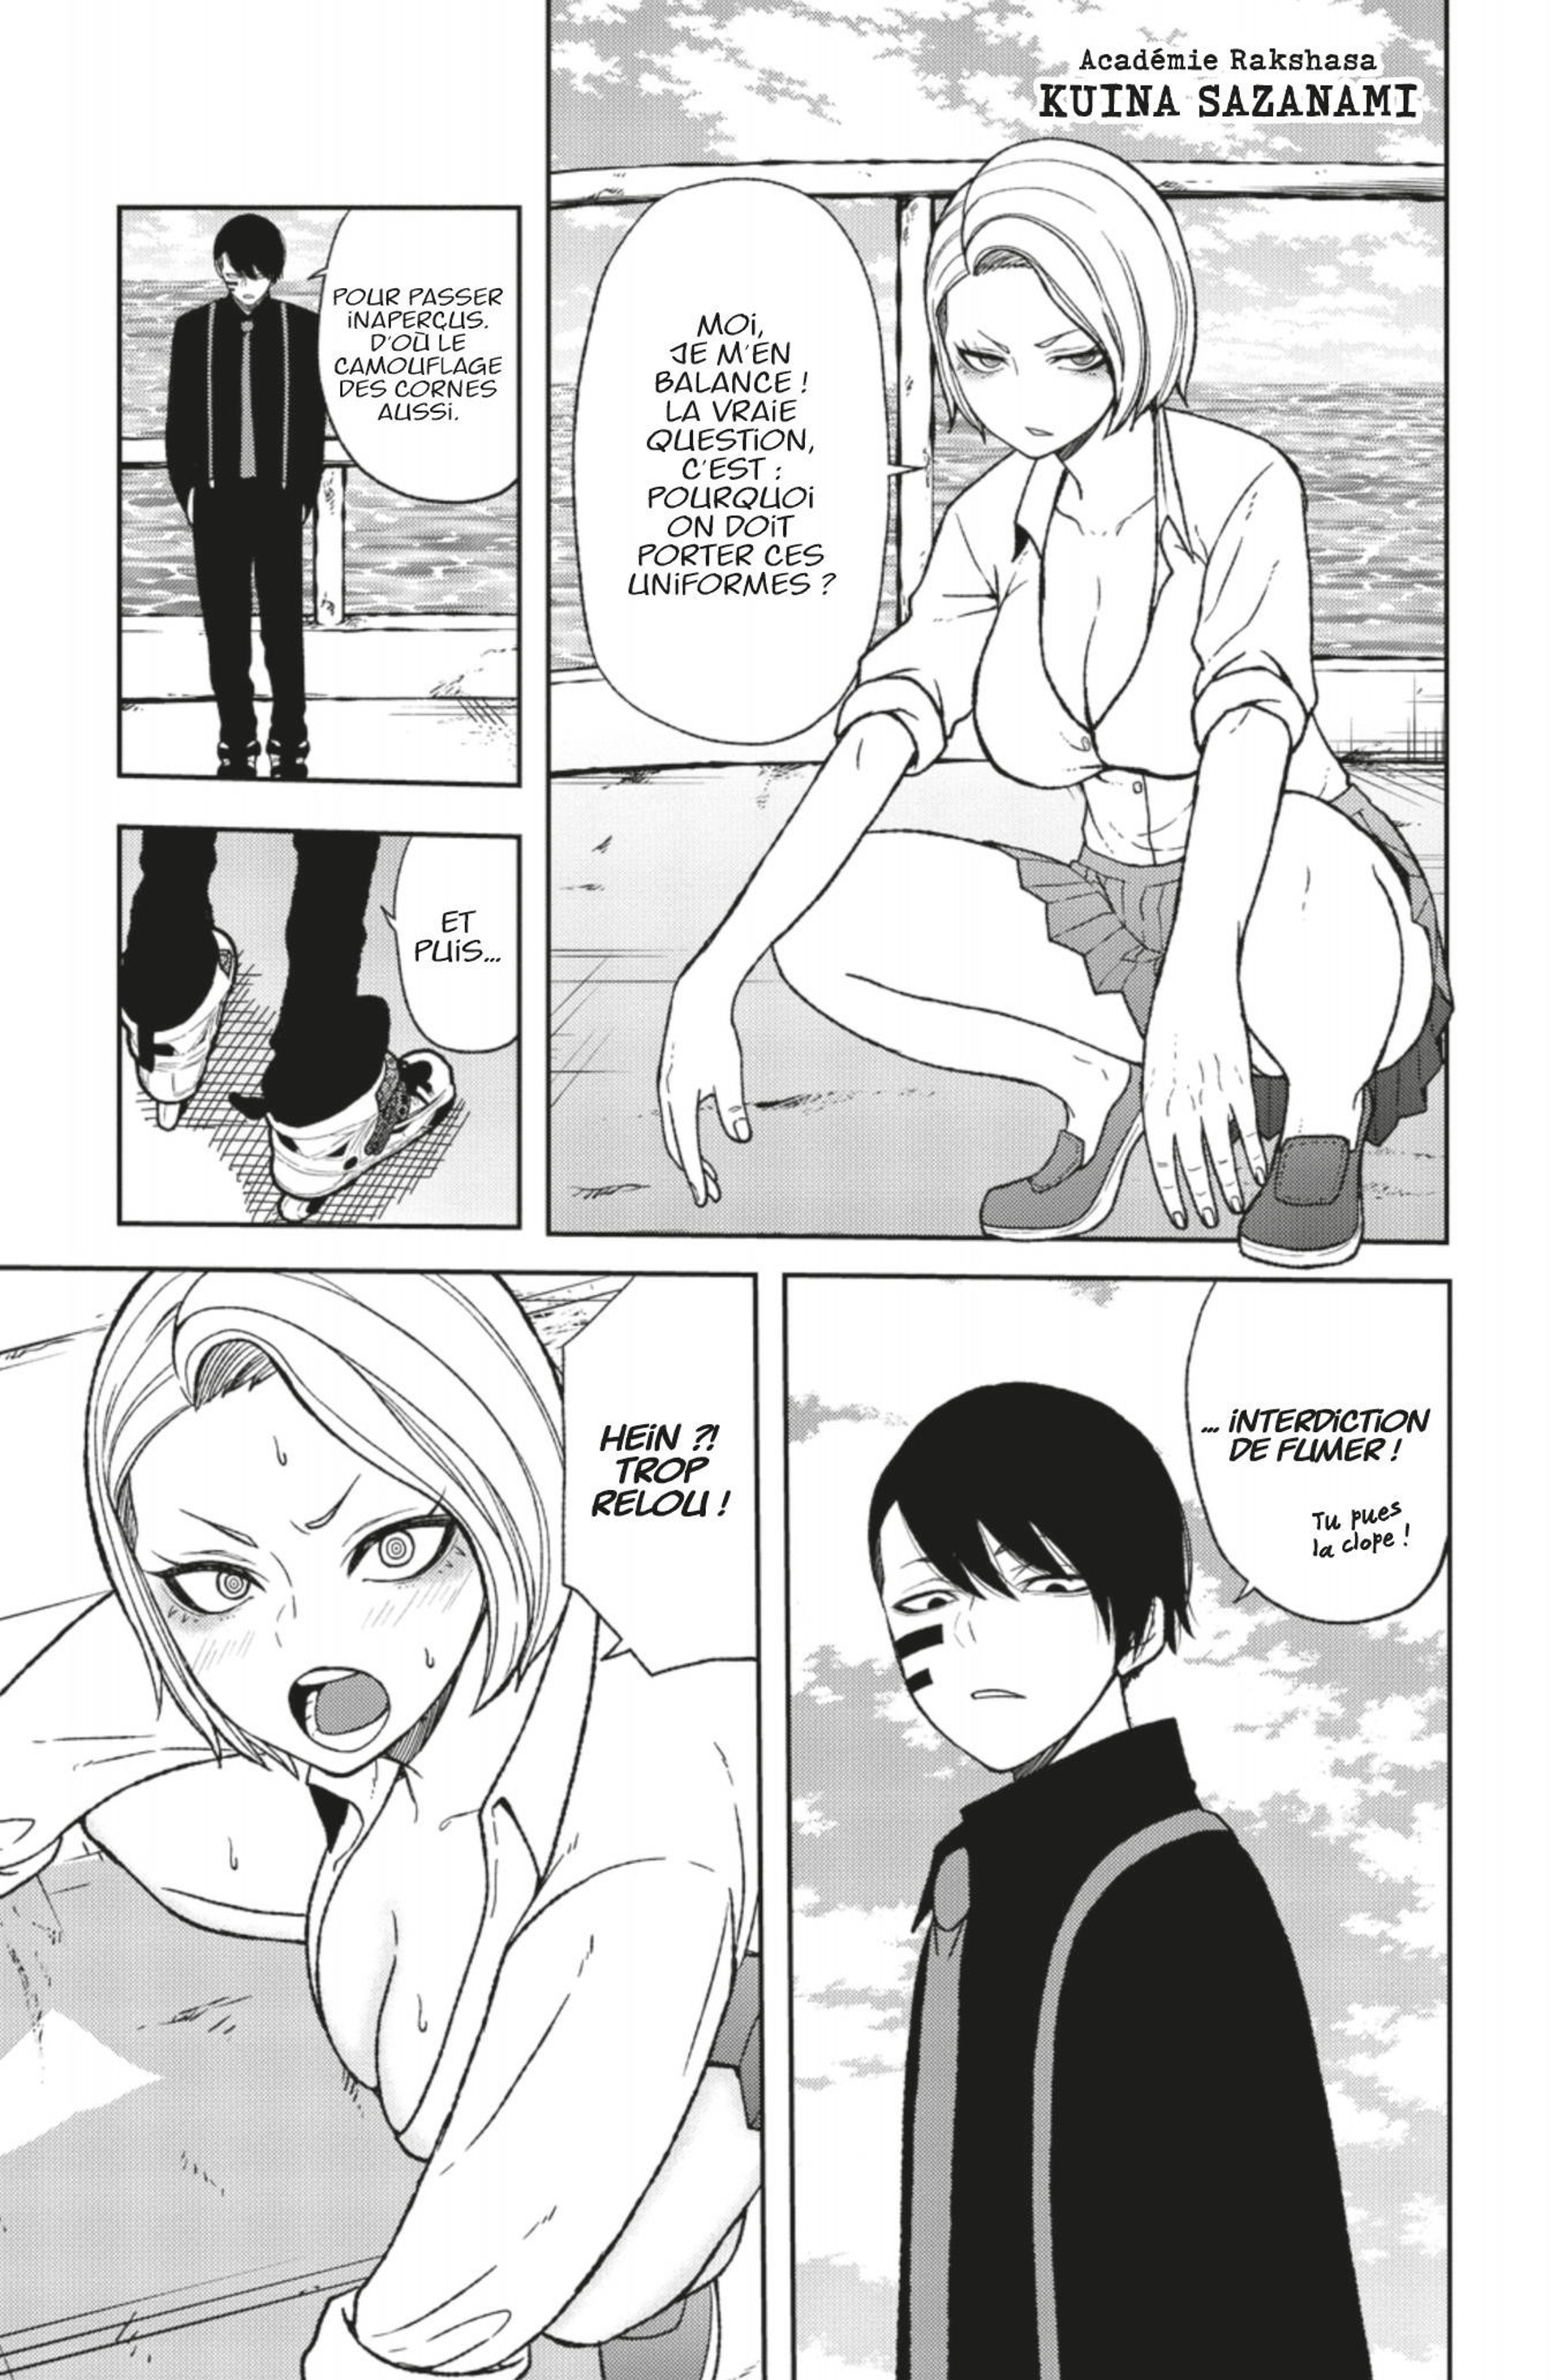 Académie Rakshasa
KUINA SAZANAMI
MOI,
JE M'EN
BALANCE !
LA VRAIE
QUESTION,
C'EST :
POURQUOI
ON DOIT
PORTER CES
UNIFORMES ?
POUR PASSER
INAPERÇUS.
D'OÙ LE
CAMOUFLAGE
DES CORNES
AUSSI.
ET
PUIS...
... INTERDICTION
DE FUMER !
Tu pues
la clope !
HEIN ?!
TROP
RELOU !